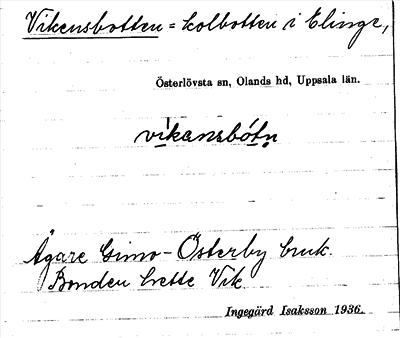 Vikensbotten = kolbotten i Elinge,
Österlövsta sn, Olands hd, Uppsala län.
vikansbótn
Ägare Gimo-Österby bruk.
Bonden hette Vik.
Ingegärd Isaksson 1936.